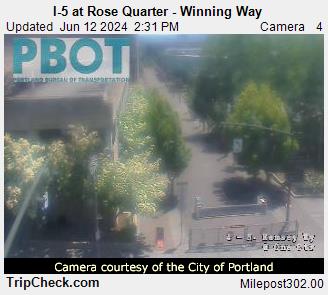 I-5 at Rose Quarter - Winning Way
Updated Jun 12 2024 2:31 PM Camera 4
PBOT
PORTLAND BUREAU OF TRANSPORTATION
Camera courtesy of the City of Portland
TripCheck.com Milepost302.00